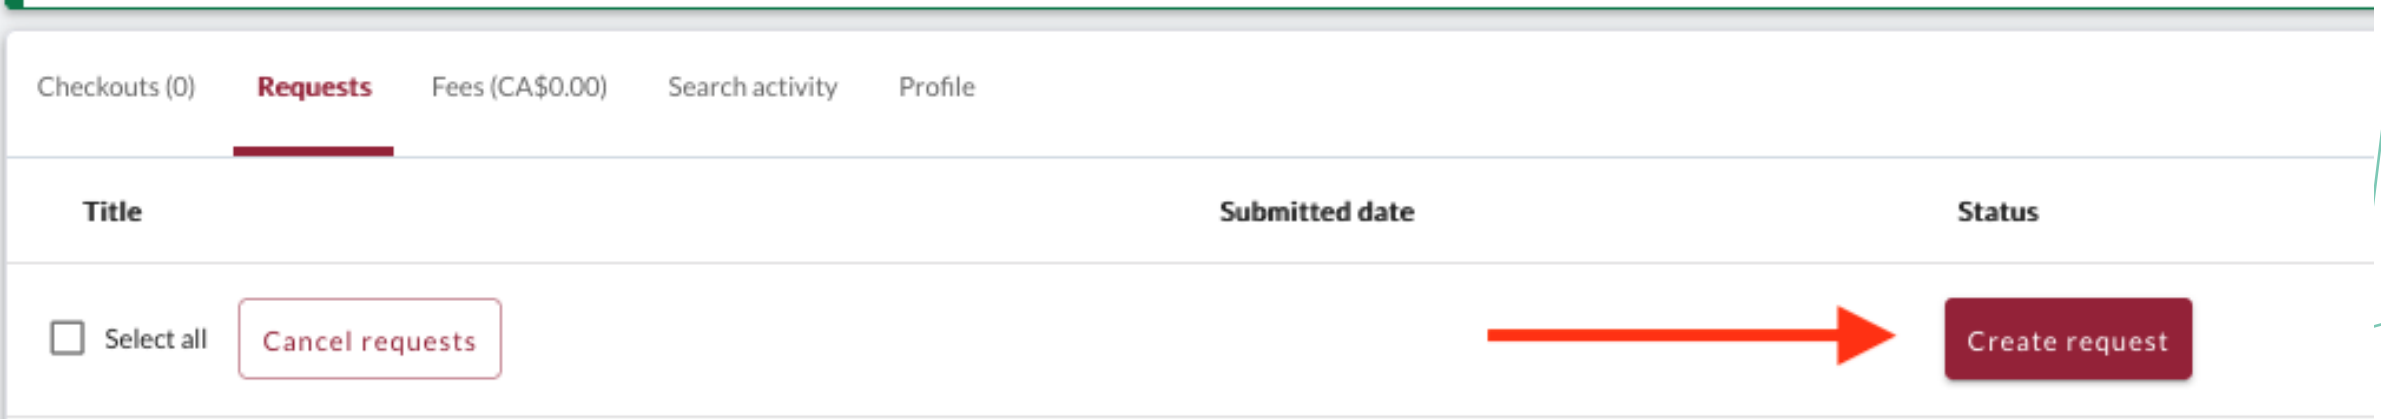 Checkouts (0) Requests Fees (CA$0.00) Search activity Profile
Title Submitted date Status
Select all Cancel requests Create request